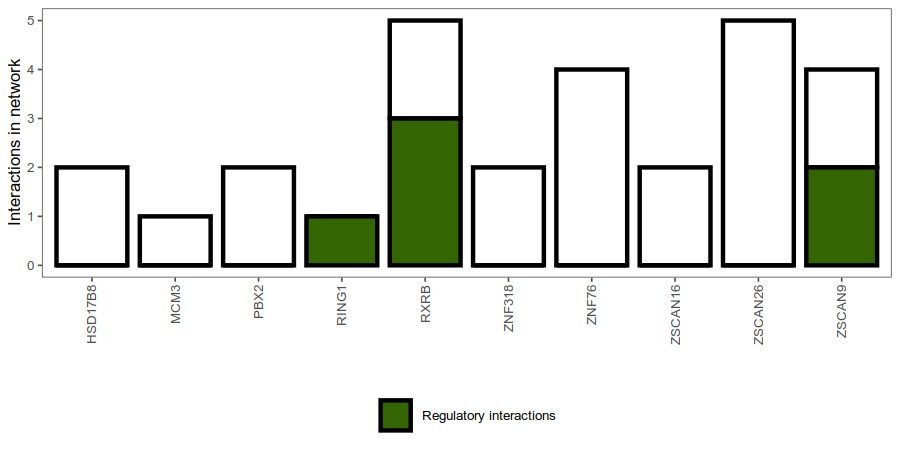 Interactions in network
5
4
3
2
1
0
HSD17B8
MCM3
PBX2
RING1
RXRB
ZNF318
ZNF76
ZSCAN16
ZSCAN26
ZSCAN9
Regulatory interactions